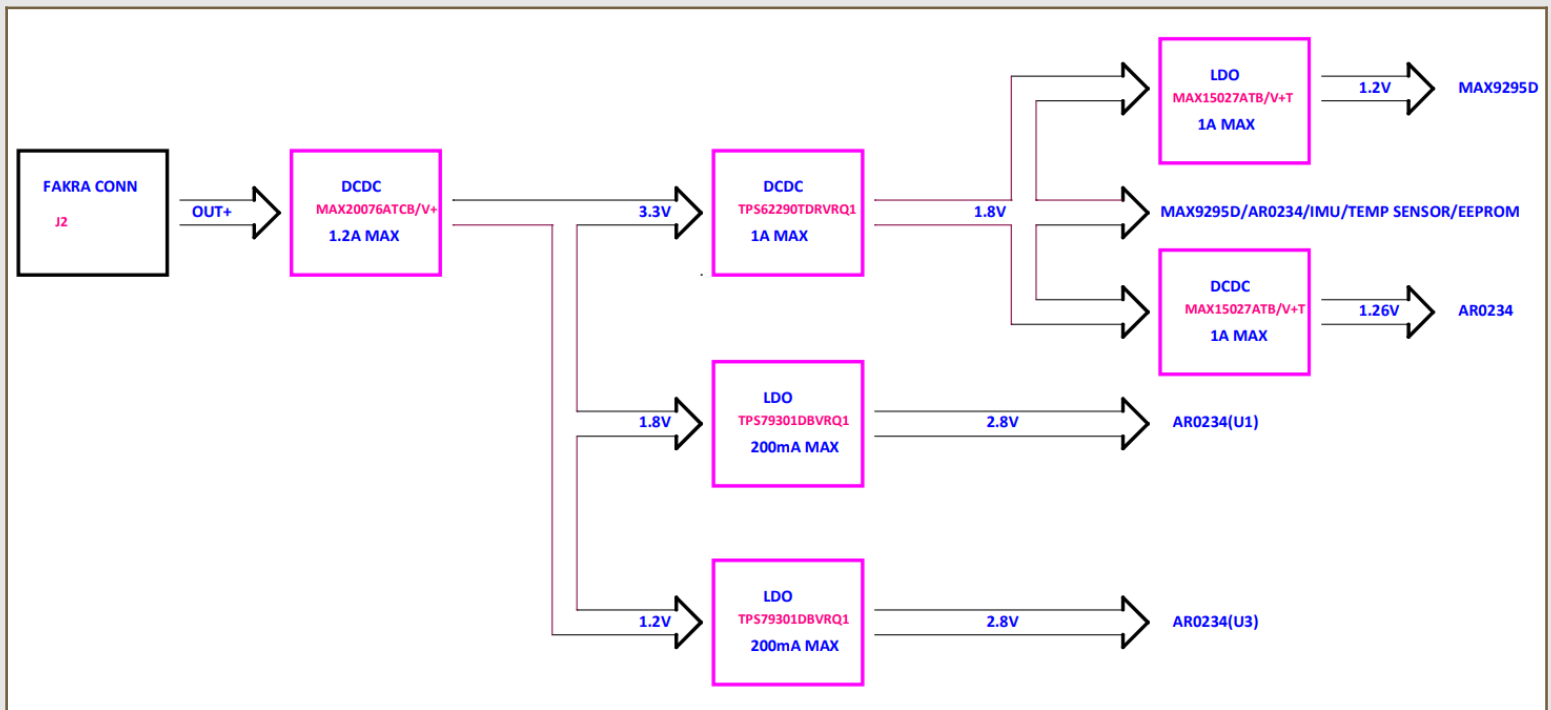 FAKRA CONN
J2
OUT+
DCDC
MAX20076ATCB/V+
1.2A MAX
3.3V
DCDC
TPS62290TDRVRQ1
1A MAX
1.8V
LDO
MAX15027ATB/V+T
1A MAX
1.2V
MAX9295D
MAX9295D/AR0234/IMU/TEMP SENSOR/EEPROM
DCDC
MAX15027ATB/V+T
1A MAX
1.26V
AR0234
1.8V
LDO
TPS79301DBVRQ1
200mA MAX
2.8V
AR0234(U1)
1.2V
LDO
TPS79301DBVRQ1
200mA MAX
2.8V
AR0234(U3)